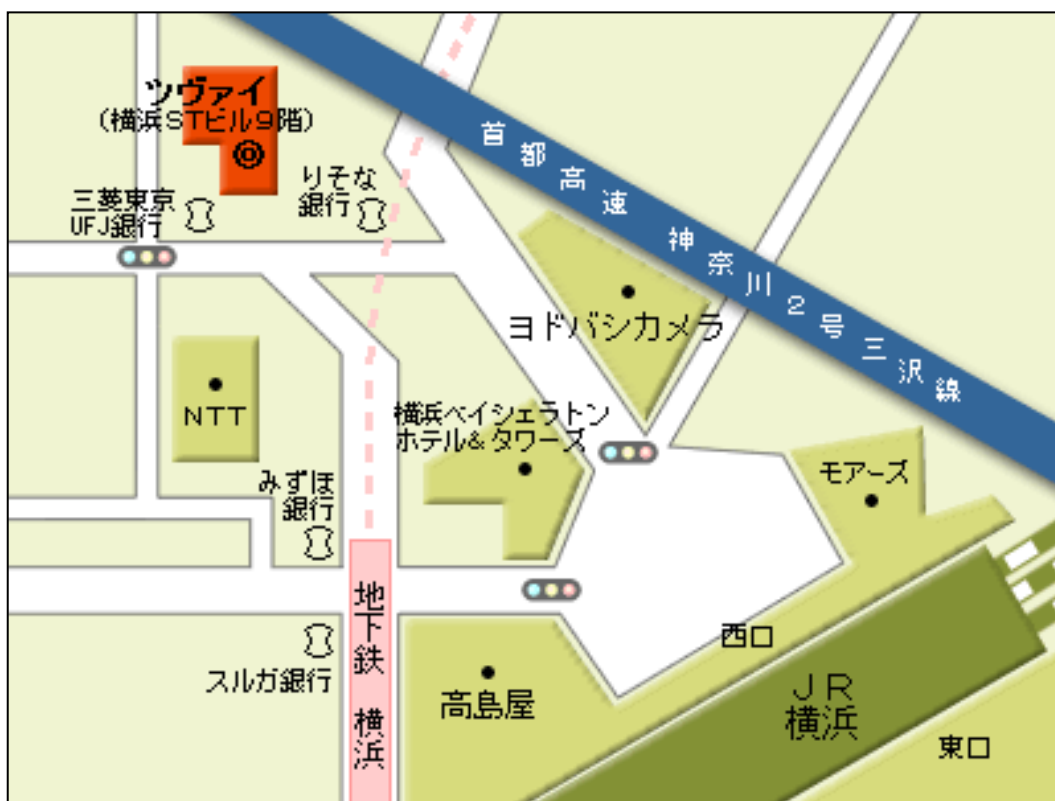 ツヴァイ
(横浜STビル9階)
三菱東京
UFJ銀行
りそな
銀行
首都高速 神奈川2号三沢線
ヨドバシカメラ
NTT
横浜ベイシェラトン
ホテル&タワーズ
モアーズ
みずほ
銀行
地下鉄 横浜
スルガ銀行
高島屋
西口
JR
横浜
東口